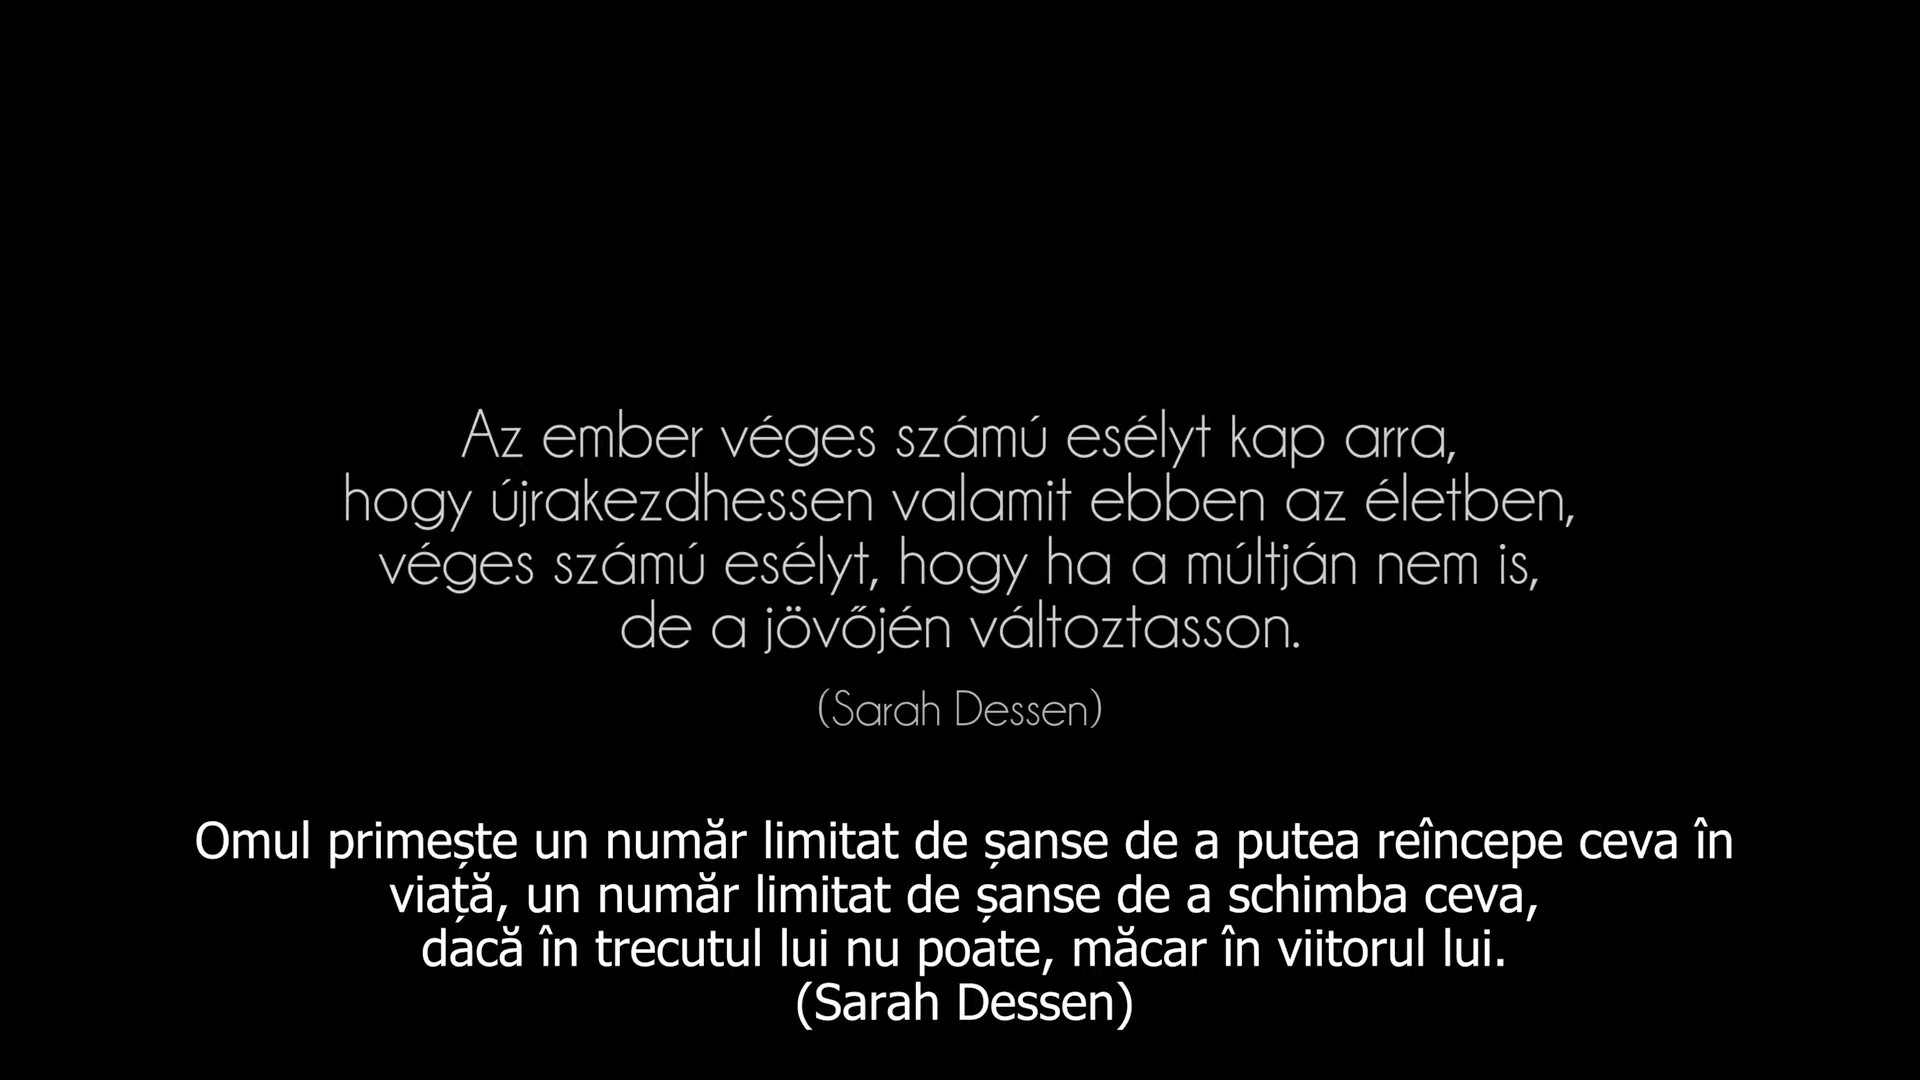 Az ember véges számú esélyt kap arra,
hogy újrakezdhessen valamit ebben az életben,
véges számú esélyt, hogy ha a múltján nem is,
de a jövőjén változtasson.
(Sarah Dessen)
Omul primește un număr limitat de șanse de a putea reîncepe ceva în
viață, un număr limitat de șanse de a schimba ceva,
dacă în trecutul lui nu poate, măcar în viitorul lui.
(Sarah Dessen)